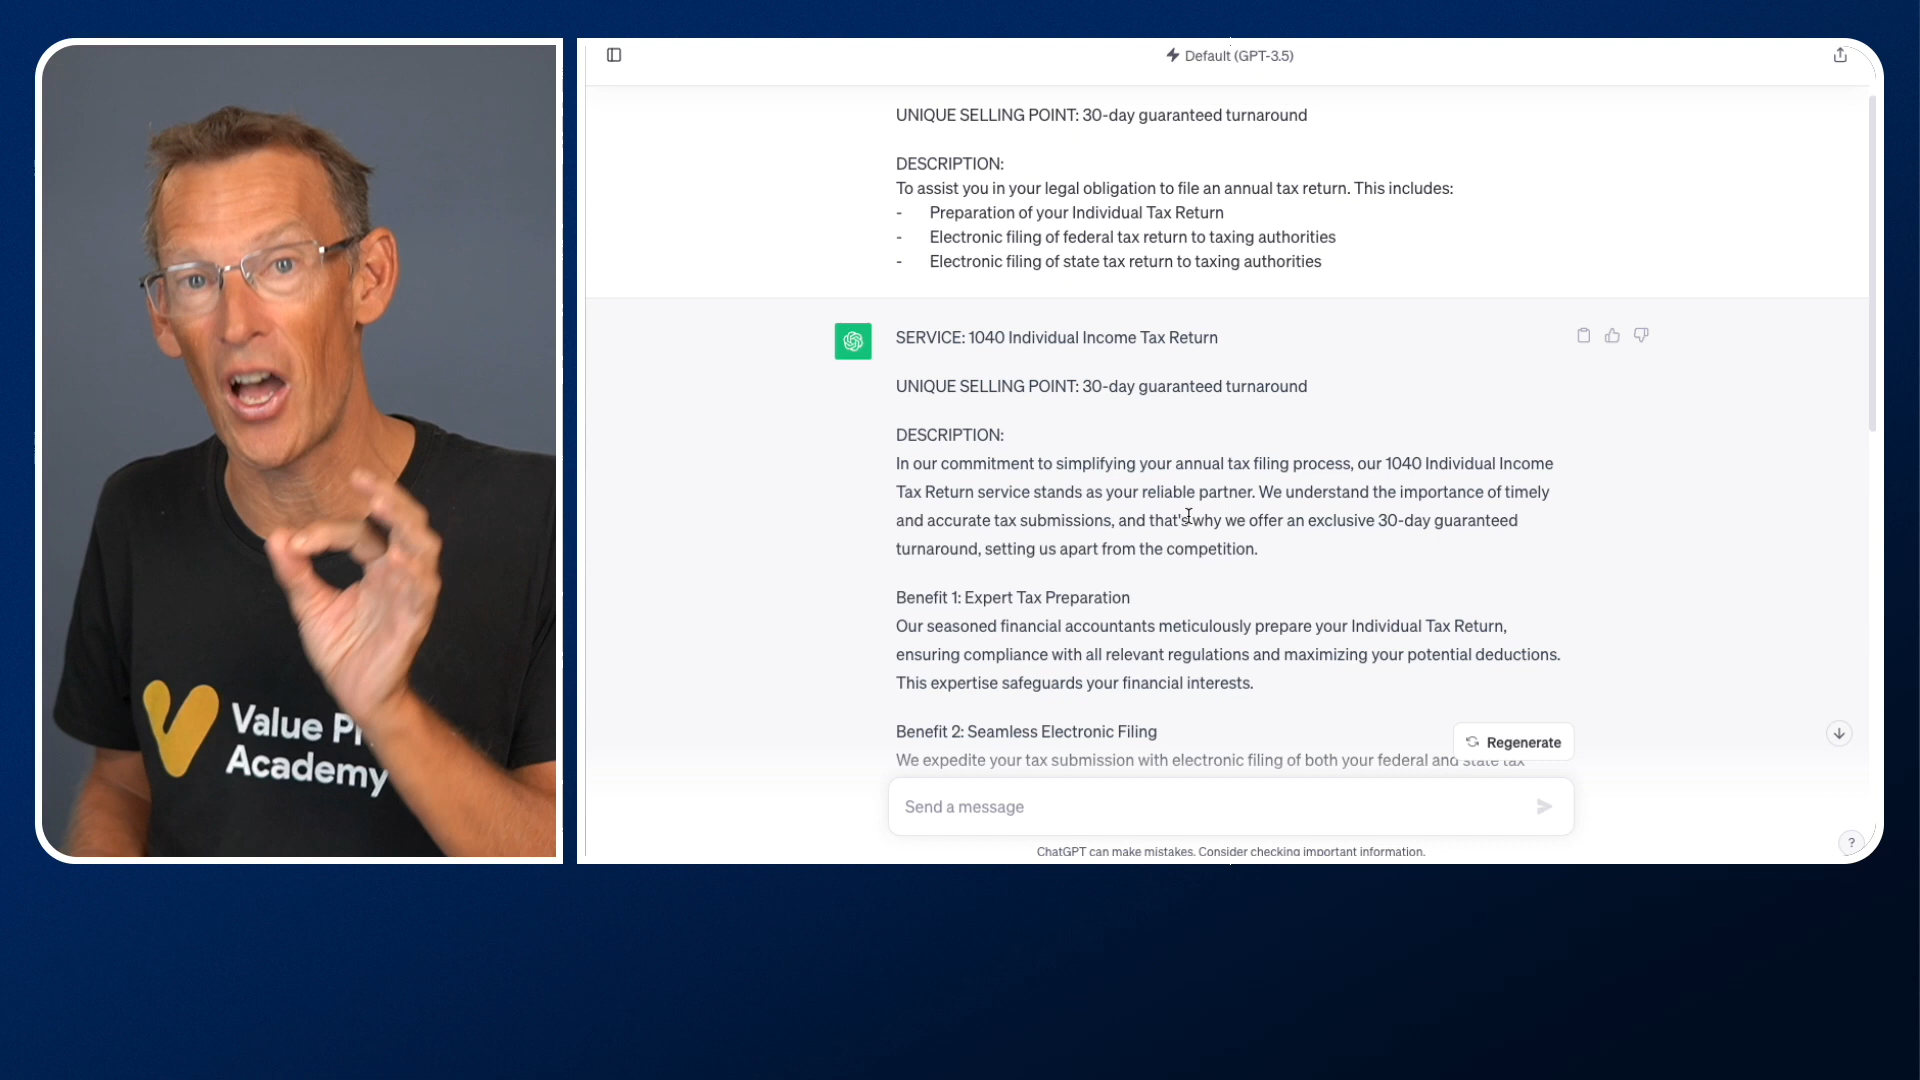 Value Pr
Academy
Default (GPT-3.5)
UNIQUE SELLING POINT: 30-day guaranteed turnaround
DESCRIPTION:
To assist you in your legal obligation to file an annual tax return. This includes:
- Preparation of your Individual Tax Return
- Electronic filing of federal tax return to taxing authorities
- Electronic filing of state tax return to taxing authorities
SERVICE: 1040 Individual Income Tax Return
UNIQUE SELLING POINT: 30-day guaranteed turnaround
DESCRIPTION:
In our commitment to simplifying your annual tax filing process, our 1040 Individual Income
Tax Return service stands as your reliable partner. We understand the importance of timely
and accurate tax submissions, and that's why we offer an exclusive 30-day guaranteed
turnaround, setting us apart from the competition.
Benefit 1: Expert Tax Preparation
Our seasoned financial accountants meticulously prepare your Individual Tax Return,
ensuring compliance with all relevant regulations and maximizing your potential deductions.
This expertise safeguards your financial interests.
Benefit 2: Seamless Electronic Filing
We expedite your tax submission with electronic filing of both your federal and state tax
Regenerate
Send a message
ChatGPT can make mistakes. Consider checking important information.
?